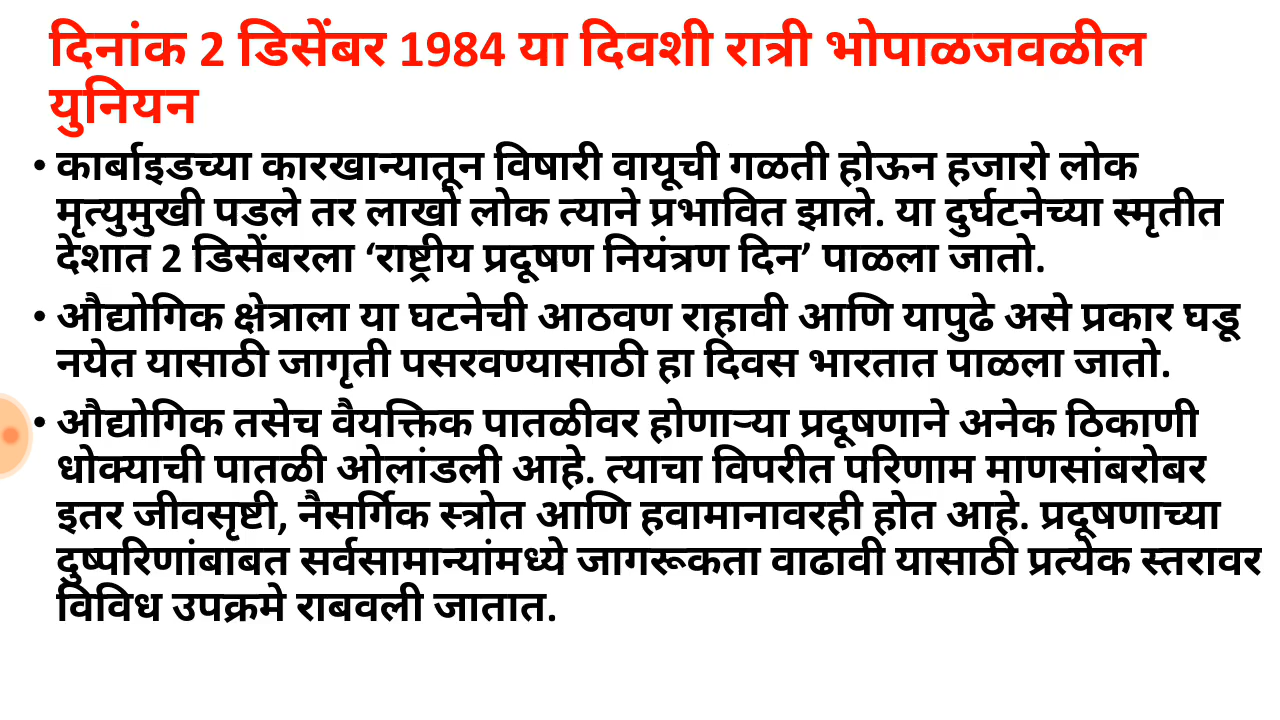 दिनांक 2 डिसेंबर 1984 या दिवशी रात्री भोपाळजवळील
युनियन
• कार्बाइडच्या कारखान्यातून विषारी वायूची गळती होऊन हजारो लोक
मृत्युमुखी पडले तर लाखो लोक त्याने प्रभावित झाले. या दुर्घटनेच्या स्मृतीत
देशात 2 डिसेंबरला ‘राष्ट्रीय प्रदूषण नियंत्रण दिन’ पाळला जातो.
• औद्योगिक क्षेत्राला या घटनेची आठवण राहावी आणि यापुढे असे प्रकार घडू
नयेत यासाठी जागृती पसरवण्यासाठी हा दिवस भारतात पाळला जातो.
• औद्योगिक तसेच वैयक्तिक पातळीवर होणाऱ्या प्रदूषणाने अनेक ठिकाणी
धोक्याची पातळी ओलांडली आहे. त्याचा विपरीत परिणाम माणसांबरोबर
इतर जीवसृष्टी, नैसर्गिक स्त्रोत आणि हवामानावरही होत आहे. प्रदूषणाच्या
दुष्परिणांबाबत सर्वसामान्यांमध्ये जागरूकता वाढावी यासाठी प्रत्येक स्तरावर
विविध उपक्रमे राबवली जातात.